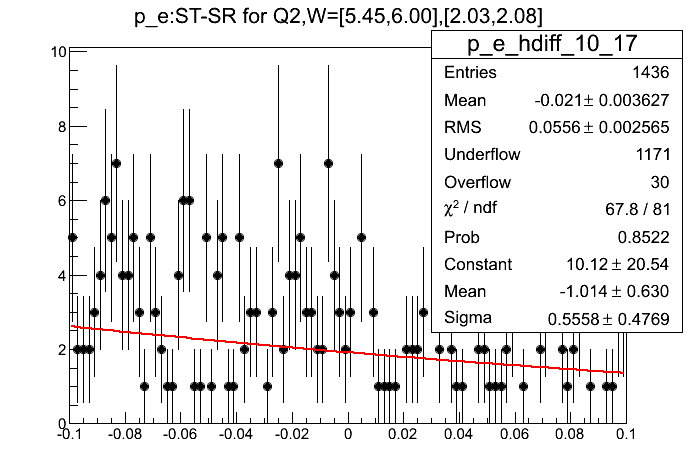 p_e:ST-SR for Q2,W=[5.45,6.00],[2.03,2.08]
p_e_hdiff_10_17
Entries 1436
Mean -0.021± 0.003627
RMS 0.0556 ± 0.002565
Underflow 1171
Overflow 30
χ² / ndf 67.8 / 81
Prob 0.8522
Constant 10.12 ± 20.54
Mean -1.014 ± 0.630
Sigma 0.5558 ± 0.4769
10
8
6
4
2
0
-0.1 -0.08 -0.06 -0.04 -0.02 0 0.02 0.04 0.06 0.08 0.1